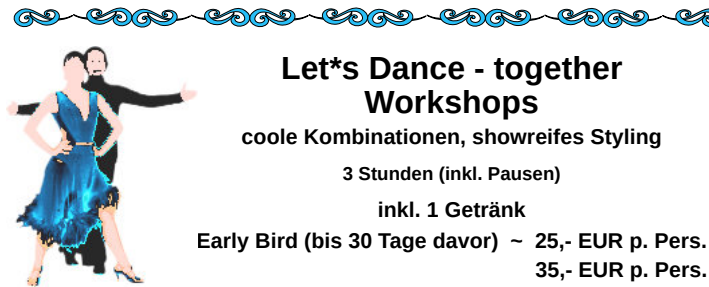 Let*s Dance - together
Workshops
coole Kombinationen, showreifes Styling
3 Stunden (inkl. Pausen)
inkl. 1 Getränk
Early Bird (bis 30 Tage davor) ~ 25,- EUR p. Pers.
35,- EUR p. Pers.